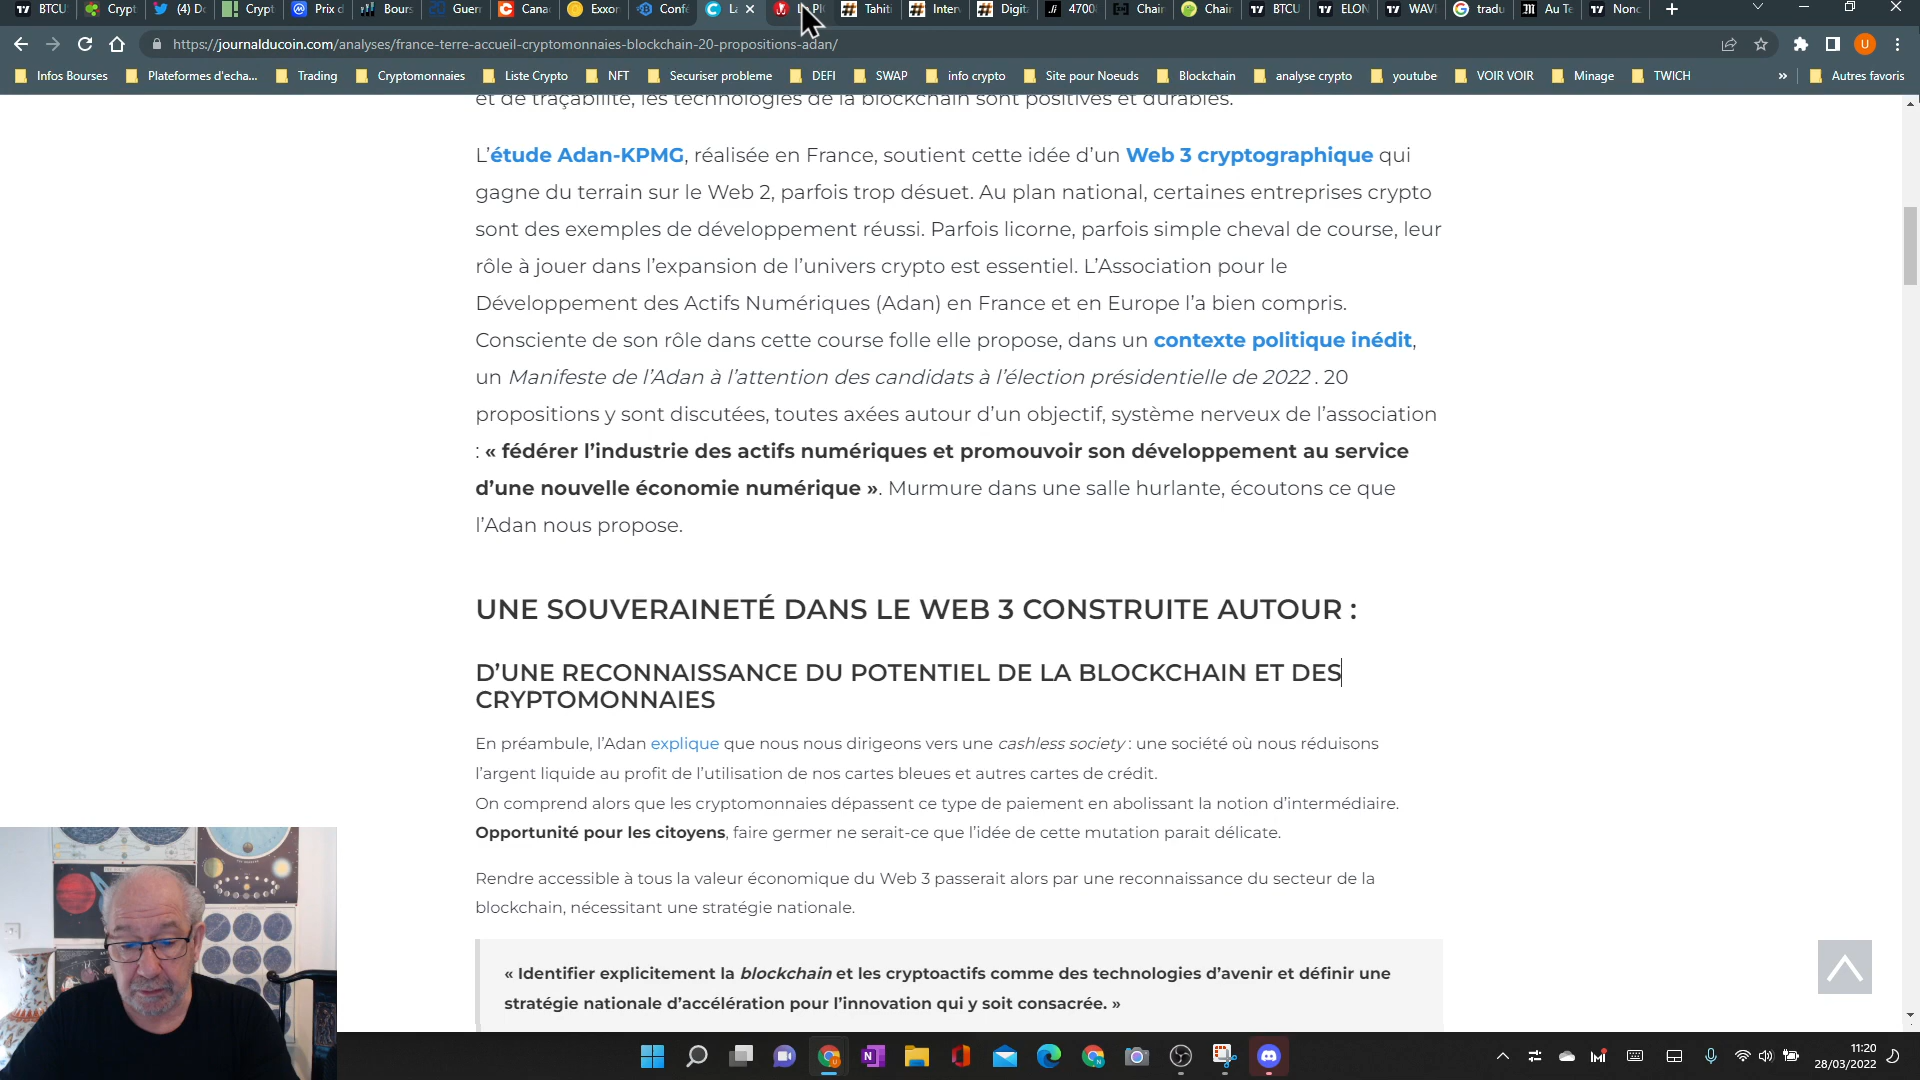 BTCU
Crypt
(4) Dc
Crypt
Prix d
Bours
Guerr
Cana
Exxor
Confé
La
Tahiti
Interv
Digit
4700
Chair
Chair
BTCU
ELON
WAVI
tradu
Au Te
Nonc
https://journalducoin.com/analyses/france-terre-accueil-cryptomonnaies-blockchain-20-propositions-adan/
U
Infos Bourses
Plateformes d'echa...
Trading
Cryptomonnaies
Liste Crypto
NFT
Securiser probleme
DEFI
SWAP
info crypto
Site pour Noeuds
Blockchain
analyse crypto
youtube
VOIR VOIR
Minage
TWICH
»
Autres favoris
et de traçabilité, les technologies de la blockchain sont positives et durables.
L’étude Adan-KPMG, réalisée en France, soutient cette idée d’un Web 3 cryptographique qui
gagne du terrain sur le Web 2, parfois trop désuet. Au plan national, certaines entreprises crypto
sont des exemples de développement réussi. Parfois licorne, parfois simple cheval de course, leur
rôle à jouer dans l’expansion de l’univers crypto est essentiel. L’Association pour le
Développement des Actifs Numériques (Adan) en France et en Europe l’a bien compris.
Consciente de son rôle dans cette course folle elle propose, dans un contexte politique inédit,
un Manifeste de l’Adan à l’attention des candidats à l’élection présidentielle de 2022 . 20
propositions y sont discutées, toutes axées autour d’un objectif, système nerveux de l’association
: « fédérer l’industrie des actifs numériques et promouvoir son développement au service
d’une nouvelle économie numérique ». Murmure dans une salle hurlante, écoutons ce que
l’Adan nous propose.
UNE SOUVERAINETÉ DANS LE WEB 3 CONSTRUITE AUTOUR :
D’UNE RECONNAISSANCE DU POTENTIEL DE LA BLOCKCHAIN ET DES
CRYPTOMONNAIES
En préambule, l’Adan explique que nous nous dirigeons vers une cashless society : une société où nous réduisons
l’argent liquide au profit de l’utilisation de nos cartes bleues et autres cartes de crédit.
On comprend alors que les cryptomonnaies dépassent ce type de paiement en abolissant la notion d’intermédiaire.
Opportunité pour les citoyens, faire germer ne serait-ce que l’idée de cette mutation parait délicate.
Rendre accessible à tous la valeur économique du Web 3 passerait alors par une reconnaissance du secteur de la
blockchain, nécessitant une stratégie nationale.
« Identifier explicitement la blockchain et les cryptoactifs comme des technologies d’avenir et définir une
stratégie nationale d’accélération pour l’innovation qui y soit consacrée. »
11:20
28/03/2022